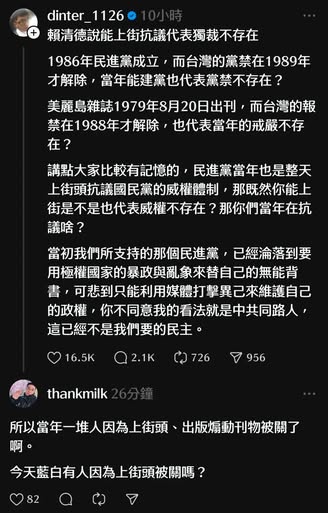 dinter_1126 10小時
賴清德說能上街抗議代表獨裁不存在
1986年民進黨成立，而台灣的黨禁在1989年
才解除，當年能建黨也代表黨禁不存在？
美麗島雜誌1979年8月20日出刊，而台灣的報
禁在1988年才解除，也代表當年的戒嚴不存
在？
講點大家比較有記憶的，民進黨當年也是整天
上街頭抗議國民黨的威權體制，那既然你能上
街是不是也代表威權不存在？那你們當年在抗
議啥？
當初我們所支持的那個民進黨，已經淪落到要
用極權國家的暴政與亂象來替自己的無能背
書，可悲到只能利用媒體打擊異己來維護自己
的政權，你不同意我的看法就是中共同路人，
這已經不是我們要的民主。
16.5K 2.1K 726 956
thankmilk 26分鐘
所以當年一堆人因為上街頭、出版煽動刊物被關了
啊。
今天藍白有人因為上街頭被關嗎？
82